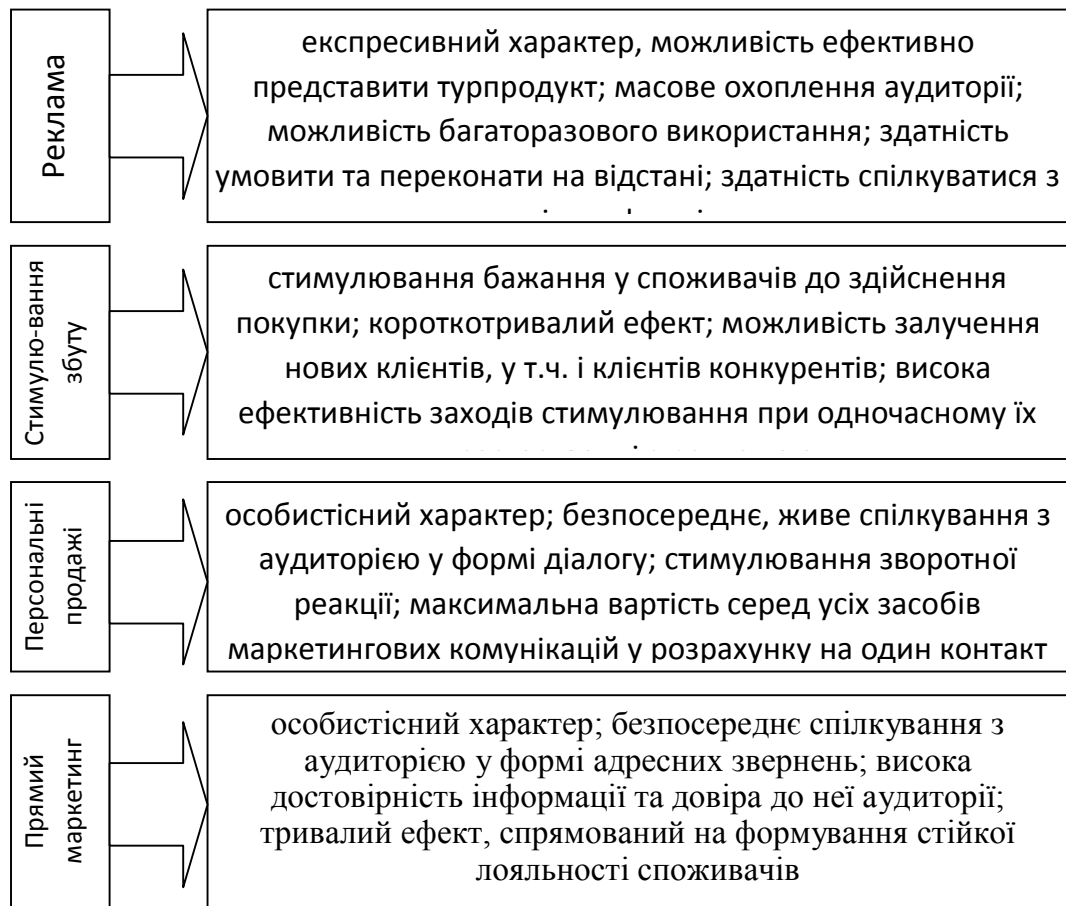 Реклама
експресивний характер, можливість ефективно
представити турпродукт; масове охоплення аудиторії;
можливість багаторазового використання; здатність
умовити та переконати на відстані; здатність спілкуватися з
Стимулю-вання
збуту
стимулювання бажання у споживачів до здійснення
покупки; короткотривалий ефект; можливість залучення
нових клієнтів, у т.ч. і клієнтів конкурентів; висока
ефективність заходів стимулювання при одночасному їх
Персональні
продажі
особистісний характер; безпосереднє, живе спілкування з
аудиторією у формі діалогу; стимулювання зворотної
реакції; максимальна вартість серед усіх засобів
маркетингових комунікацій у розрахунку на один контакт
Прямий
маркетинг
особистісний характер; безпосереднє спілкування з
аудиторією у формі адресних звернень; висока
достовірність інформації та довіра до неї аудиторії;
тривалий ефект, спрямований на формування стійкої
лояльності споживачів